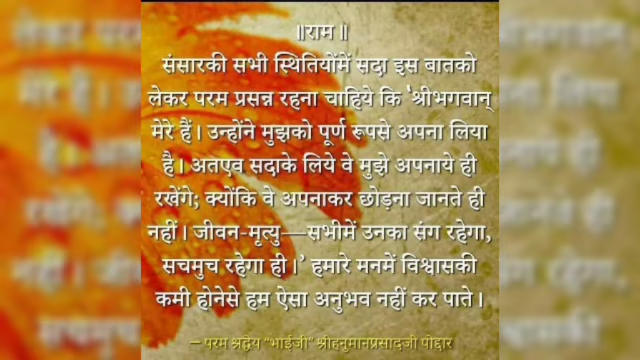 ॥राम॥
संसारकी सभी स्थितियोंमें सदा इस बातको
लेकर परम प्रसन्न रहना चाहिये कि 'श्रीभगवान्
मेरे हैं। उन्होंने मुझको पूर्ण रूपसे अपना लिया
है। अतएव सदाके लिये वे मुझे अपनाये ही
रखेंगे; क्योंकि वे अपनाकर छोड़ना जानते ही
नहीं। जीवन-मृत्यु—सभीमें उनका संग रहेगा,
सचमुच रहेगा ही।' हमारे मनमें विश्वासकी
कमी होनेसे हम ऐसा अनुभव नहीं कर पाते।
— परम श्रद्धेय "भाईजी" श्रीहनुमानप्रसादजी पोद्दार